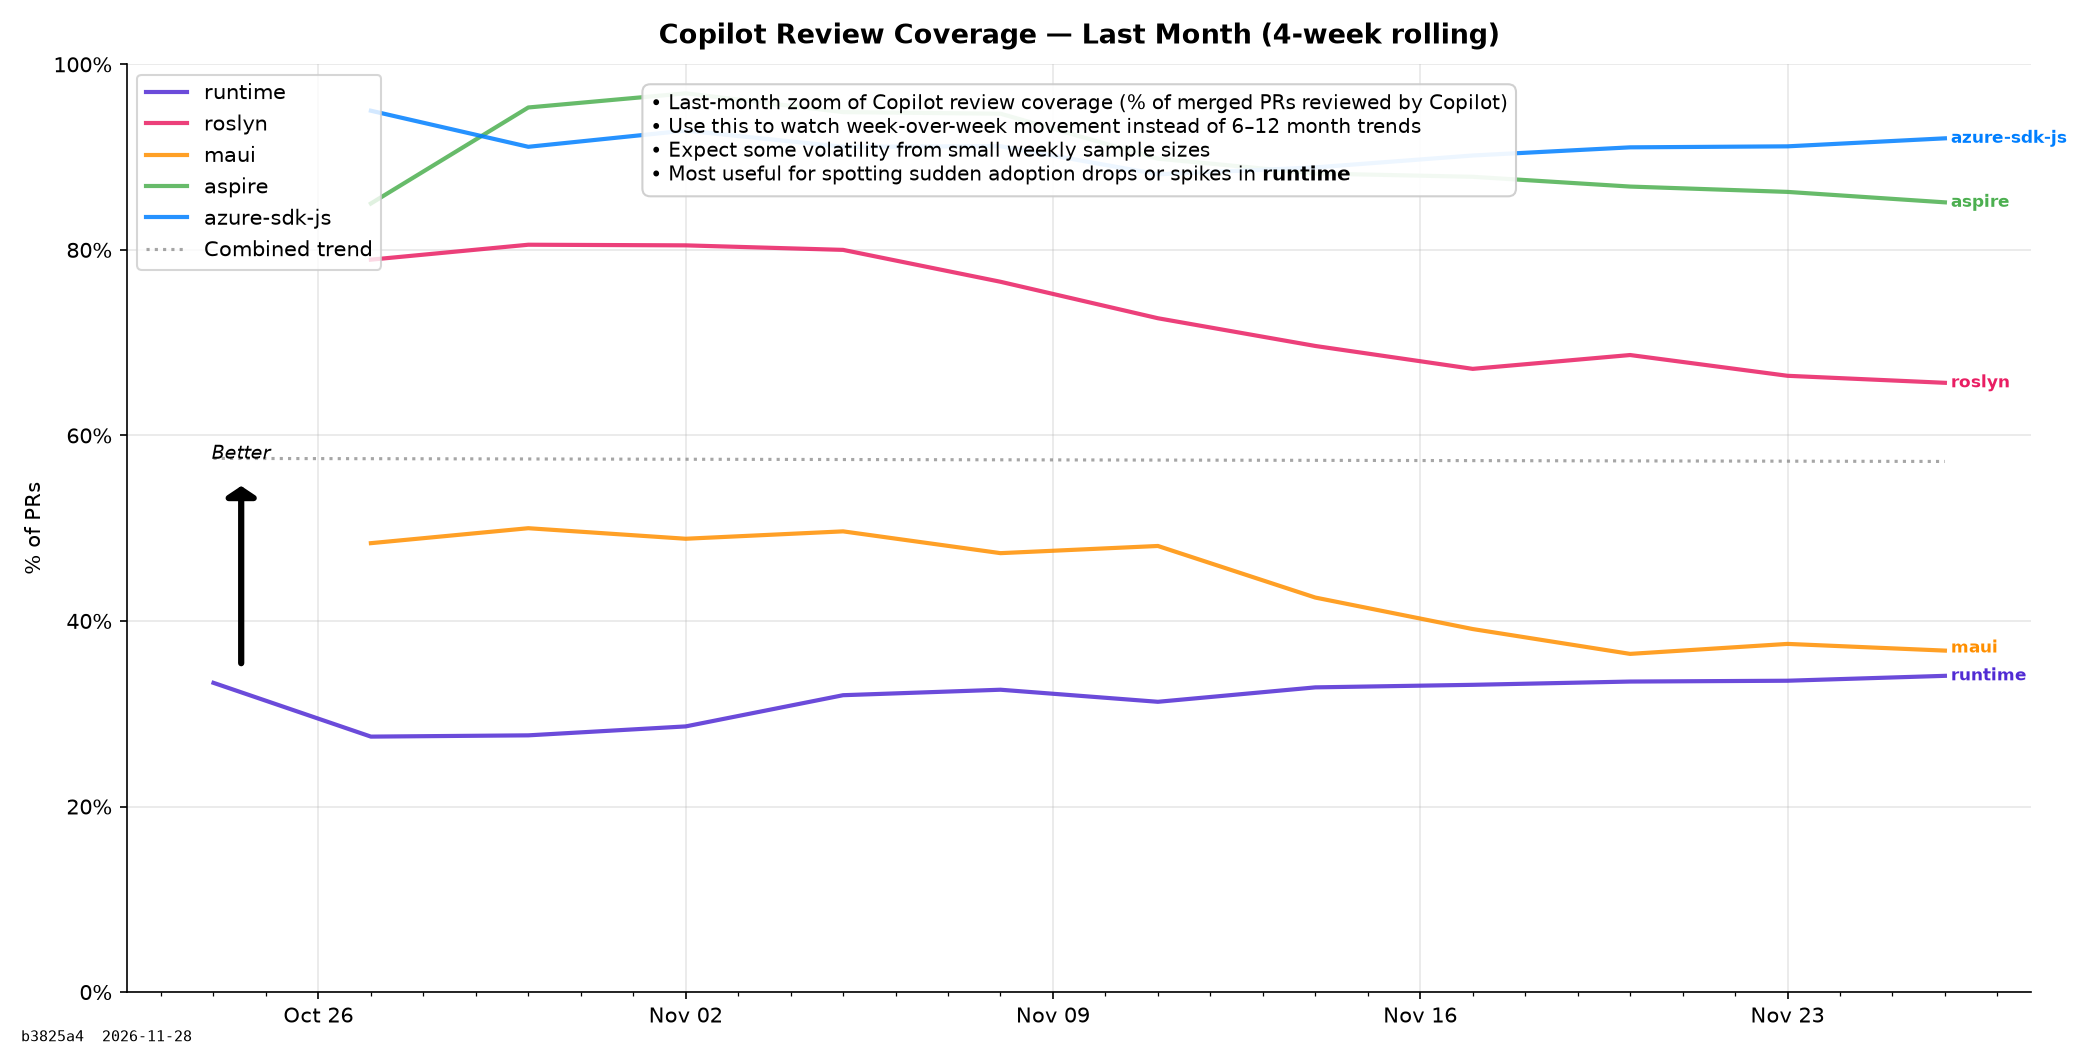 Copilot Review Coverage — Last Month (4-week rolling)
100%
80%
60%
40%
20%
0%
% of PRs
runtime
roslyn
maui
aspire
azure-sdk-js
Combined trend
• Last-month zoom of Copilot review coverage (% of merged PRs reviewed by Copilot)
• Use this to watch week-over-week movement instead of 6–12 month trends
• Expect some volatility from small weekly sample sizes
• Most useful for spotting sudden adoption drops or spikes in runtime
azure-sdk-js
aspire
roslyn
Better
maui
runtime
Oct 26
Nov 02
Nov 09
Nov 16
Nov 23
b3825a4 2026-11-28